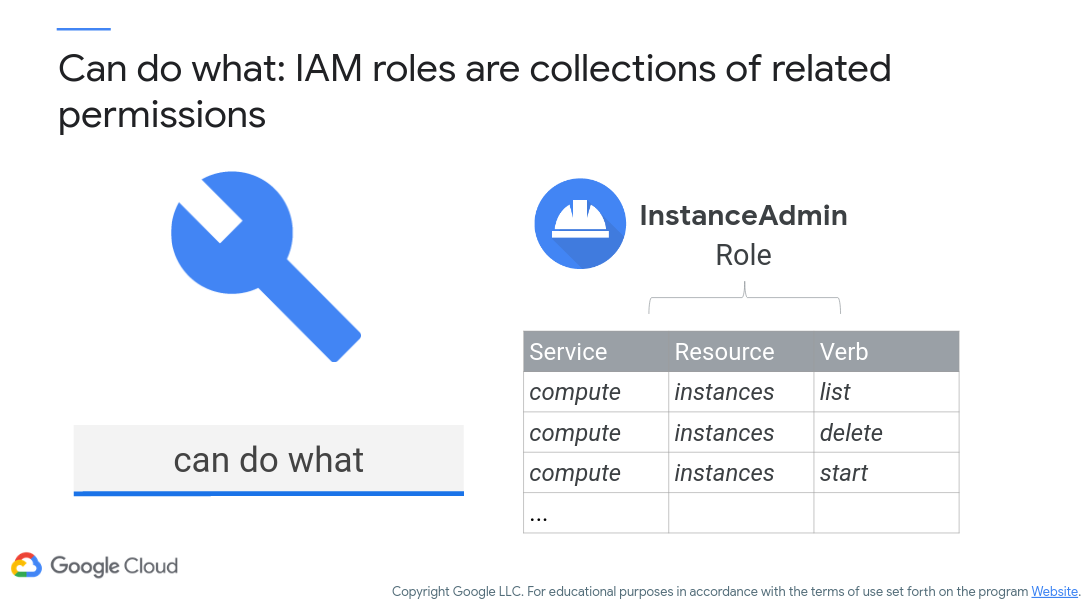 Can do what: IAM roles are collections of related
permissions
InstanceAdmin
Role
Service Resource Verb
compute instances list
compute instances delete
compute instances start
...
can do what
Google Cloud
Copyright Google LLC. For educational purposes in accordance with the terms of use set forth on the program Website.